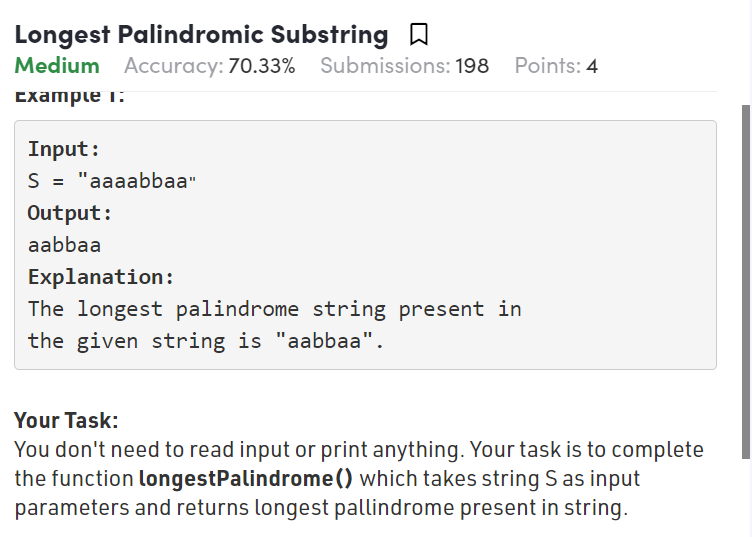 Longest Palindromic Substring
Medium Accuracy: 70.33% Submissions: 198 Points: 4
Example 1:
Input:
S = "aaaabbaa"
Output:
aabbaa
Explanation:
The longest palindrome string present in
the given string is "aabbaa".
Your Task:
You don't need to read input or print anything. Your task is to complete
the function longestPalindrome() which takes string S as input
parameters and returns longest pallindrome present in string.